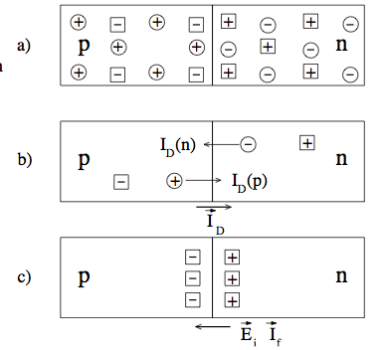 a) p n
n
b) p I_D(n) n
I_D(p)
I_D
c) p n
E_i I_f